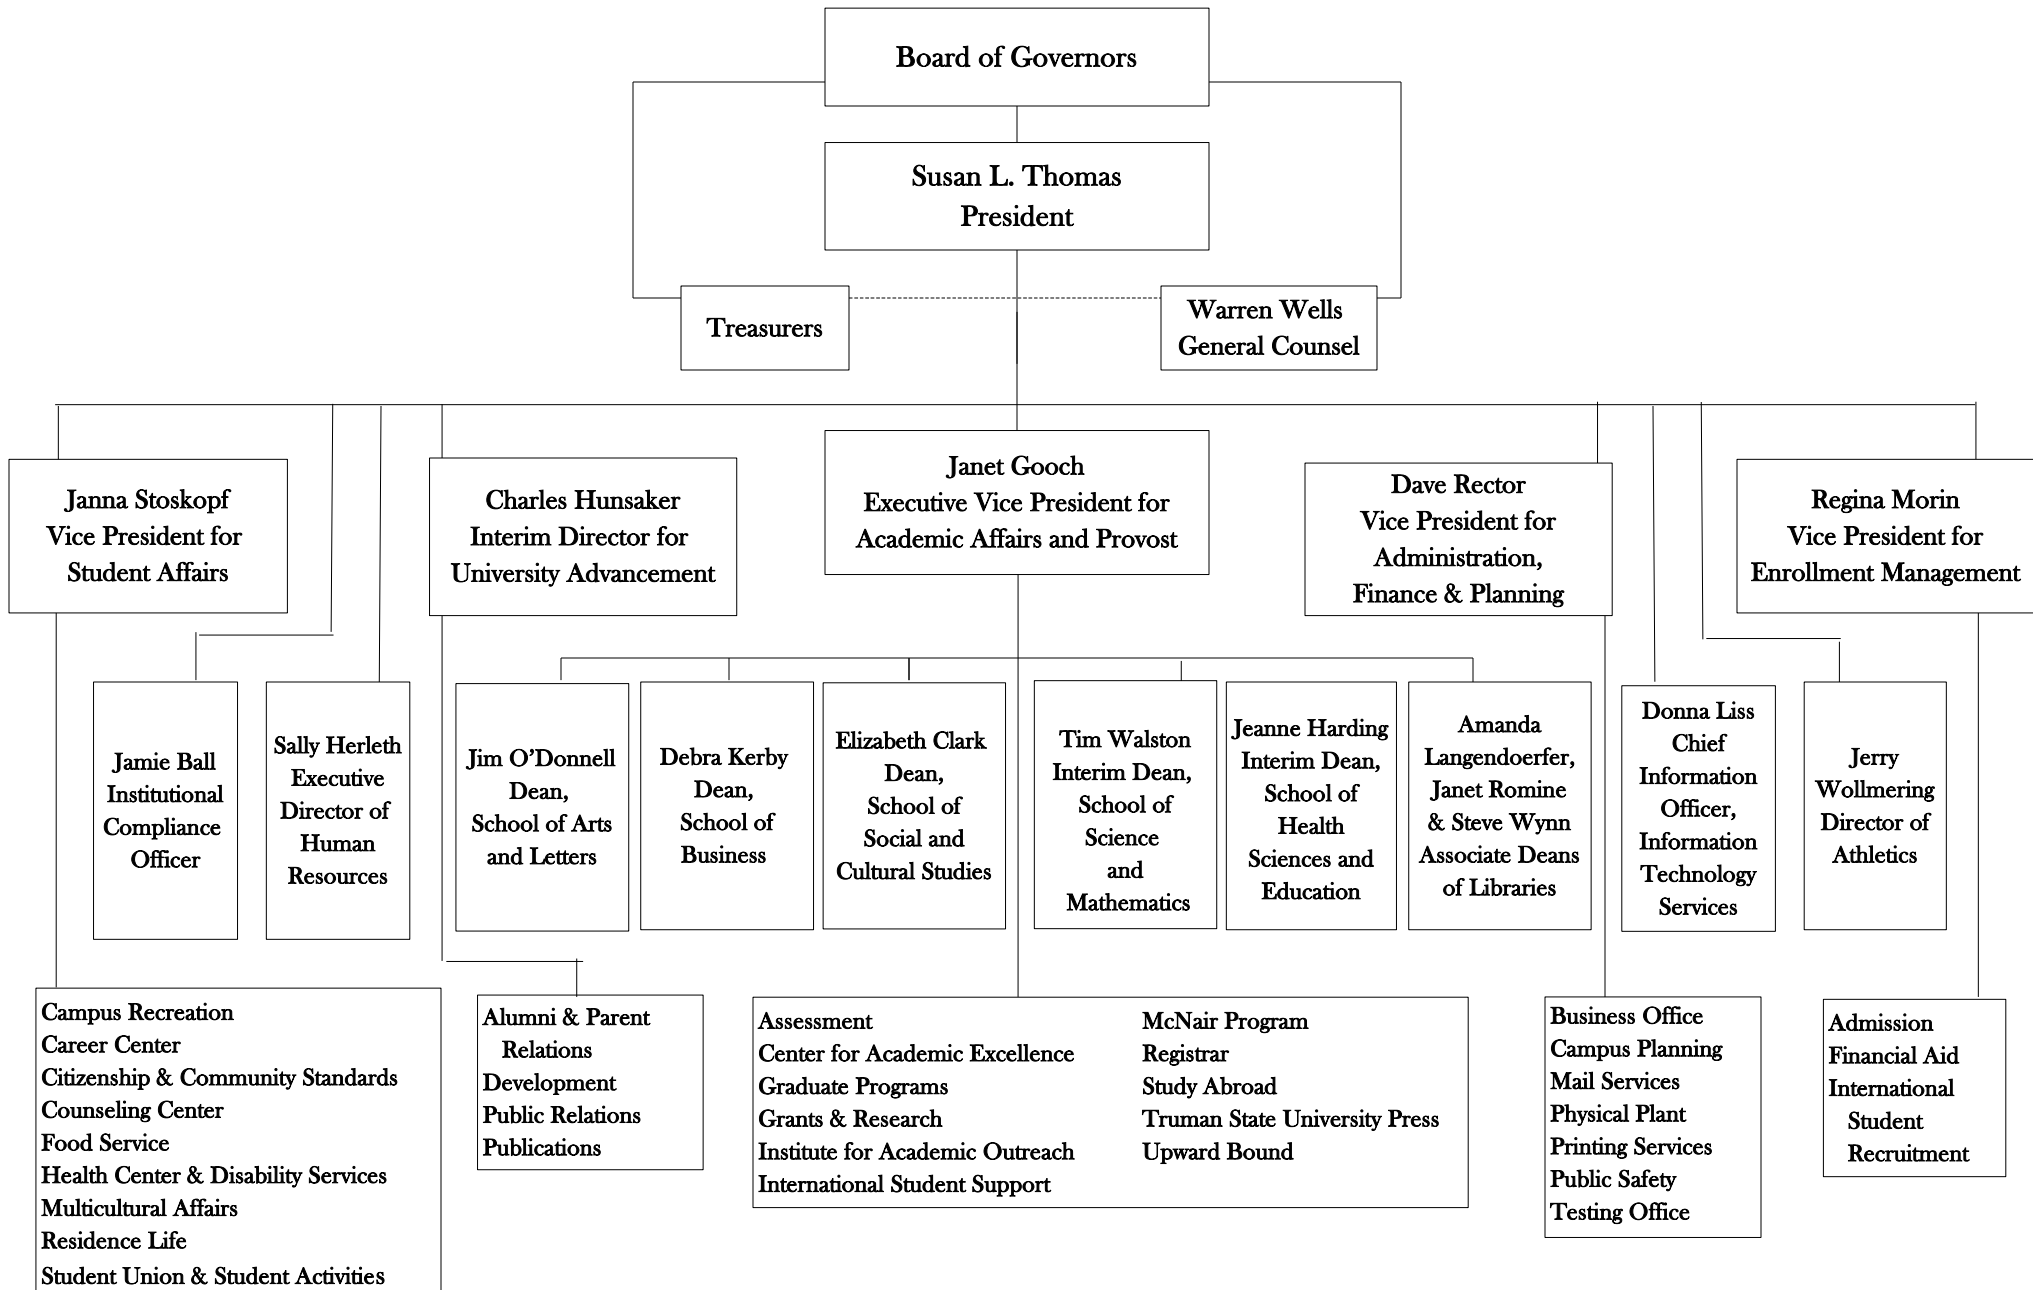 Board of Governors
Susan L. Thomas
President
Treasurers
Warren Wells
General Counsel
Janna Stoskopf
Vice President for
Student Affairs
Charles Hunsaker
Interim Director for
University Advancement
Janet Gooch
Executive Vice President for
Academic Affairs and Provost
Dave Rector
Vice President for
Administration,
Finance & Planning
Regina Morin
Vice President for
Enrollment Management
Jamie Ball
Institutional
Compliance
Officer
Sally Herleth
Executive
Director of
Human
Resources
Jim O’Donnell
Dean,
School of Arts
and Letters
Debra Kerby
Dean,
School of
Business
Elizabeth Clark
Dean,
School of
Social and
Cultural Studies
Tim Walston
Interim Dean,
School of
Science
and
Mathematics
Jeanne Harding
Interim Dean,
School of
Health
Sciences and
Education
Amanda
Langendoerfer,
Janet Romine
& Steve Wynn
Associate Deans
of Libraries
Donna Liss
Chief
Information
Officer,
Information
Technology
Services
Jerry
Wollmering
Director of
Athletics
Campus Recreation
Career Center
Citizenship & Community Standards
Counseling Center
Food Service
Health Center & Disability Services
Multicultural Affairs
Residence Life
Student Union & Student Activities
Alumni & Parent
Relations
Development
Public Relations
Publications
Assessment
Center for Academic Excellence
Graduate Programs
Grants & Research
Institute for Academic Outreach
International Student Support
McNair Program
Registrar
Study Abroad
Truman State University Press
Upward Bound
Business Office
Campus Planning
Mail Services
Physical Plant
Printing Services
Public Safety
Testing Office
Admission
Financial Aid
International
Student
Recruitment